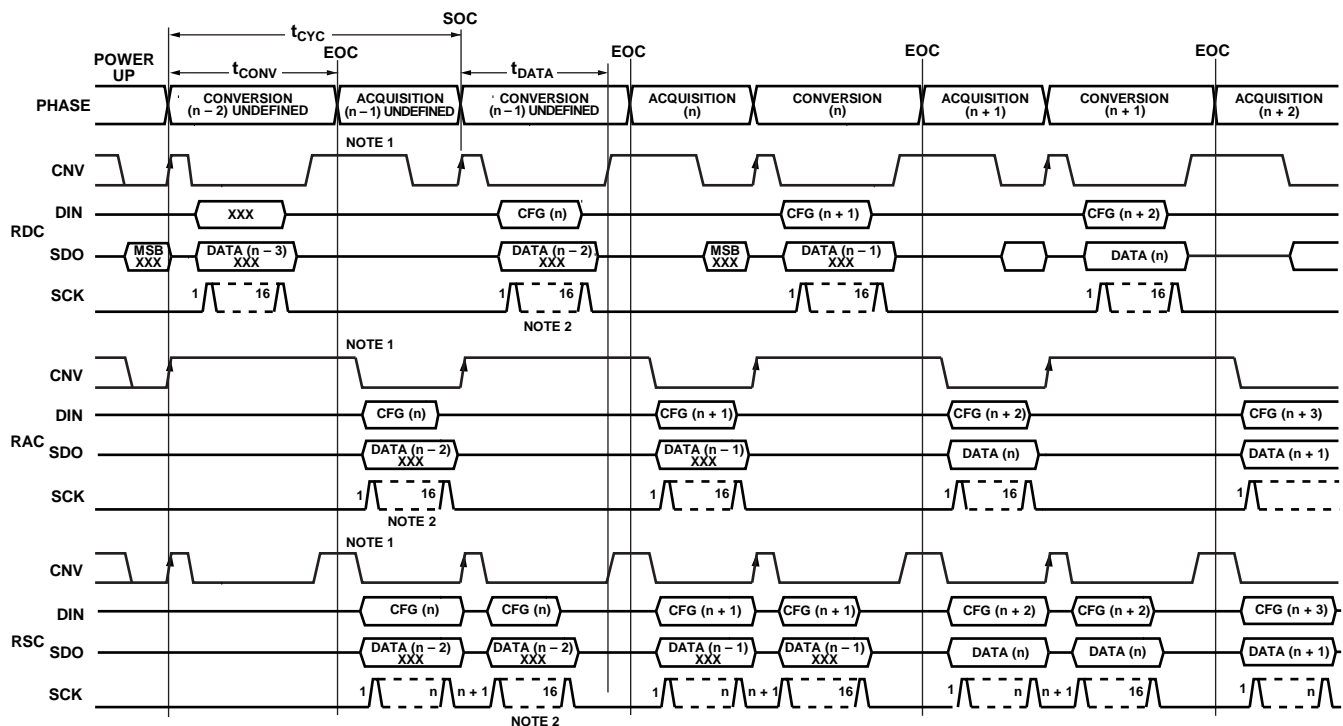 SOC
tCYC
POWER
UP
EOC EOC EOC
tCONV tDATA
PHASE
CONVERSION
(n – 2) UNDEFINED
ACQUISITION
(n – 1) UNDEFINED
CONVERSION
(n – 1) UNDEFINED
ACQUISITION
(n)
CONVERSION
(n)
ACQUISITION
(n + 1)
CONVERSION
(n + 1)
ACQUISITION
(n + 2)
NOTE 1
CNV
DIN XXX CFG (n) CFG (n + 1) CFG (n + 2)
RDC
SDO
MSB
XXX
DATA (n – 3)
XXX
DATA (n – 2)
XXX
MSB
XXX
DATA (n – 1)
XXX
DATA (n)
SCK 1 16 1 16 1 16 1 16
NOTE 2
NOTE 1
CNV
DIN CFG (n) CFG (n + 1) CFG (n + 2) CFG (n + 3)
RAC
SDO
DATA (n – 2)
XXX
DATA (n – 1)
XXX
DATA (n) DATA (n + 1)
SCK 1 16 1 16 1 16 1
NOTE 2
NOTE 1
CNV
DIN CFG (n) CFG (n) CFG (n + 1) CFG (n + 1) CFG (n + 2) CFG (n + 2) CFG (n + 3)
RSC
SDO
DATA (n – 2)
XXX
DATA (n – 2)
XXX
DATA (n – 1)
XXX
DATA (n – 1)
XXX
DATA (n) DATA (n) DATA (n + 1)
SCK 1 n n + 1 16 1 n n + 1 16 1 n n + 1 16 1 n
NOTE 2